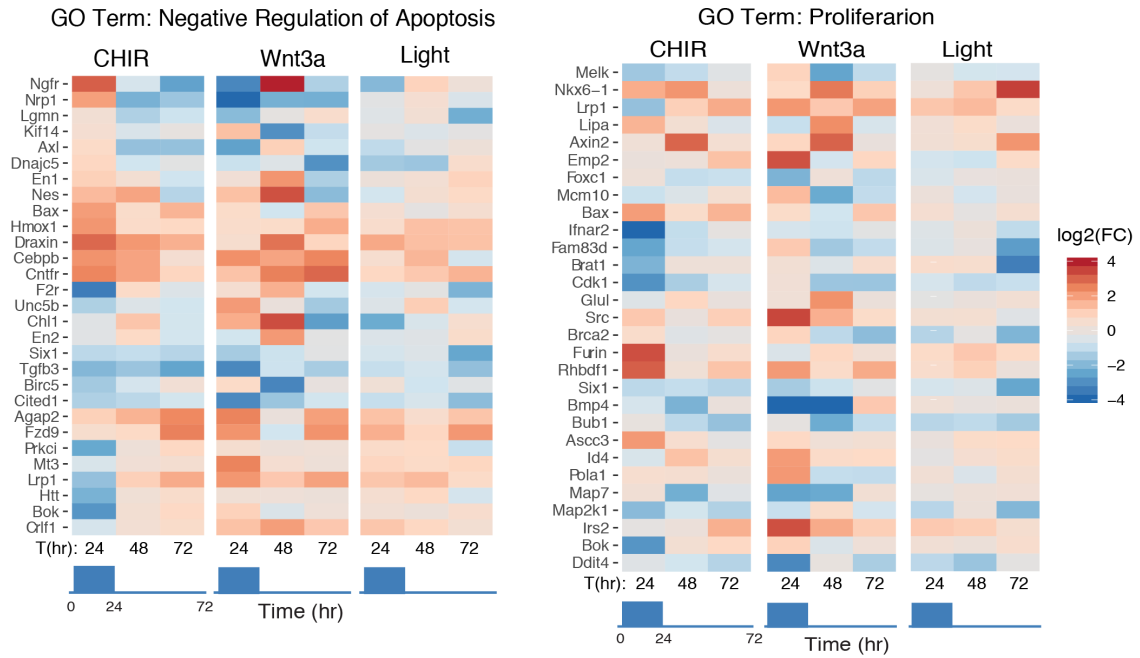 GO Term: Negative Regulation of Apoptosis
CHIR Wnt3a Light
Ngfr
Nrp1
Lgmn
Kif14
Axl
Dnajc5
En1
Nes
Bax
Hmox1
Draxin
Cebpb
Cntfr
F2r
Unc5b
Chl1
En2
Six1
Tgfb3
Birc5
Cited1
Agap2
Fzd9
Prkci
Mt3
Lrp1
Htt
Bok
Crlf1
T(hr): 24 48 72 24 48 72 24 48 72
0 24 72
Time (hr)
GO Term: Proliferarion
CHIR Wnt3a Light
Melk
Nkx6−1
Lrp1
Lipa
Axin2
Emp2
Foxc1
Mcm10
Bax
Ifnar2
Fam83d
Brat1
Cdk1
Glul
Src
Brca2
Furin
Rhbdf1
Six1
Bmp4
Bub1
Ascc3
Id4
Pola1
Map7
Map2k1
Irs2
Bok
Ddit4
T(hr): 24 48 72 24 48 72 24 48 72
0 24 72
Time (hr)
log2(FC)
4
2
0
−2
−4